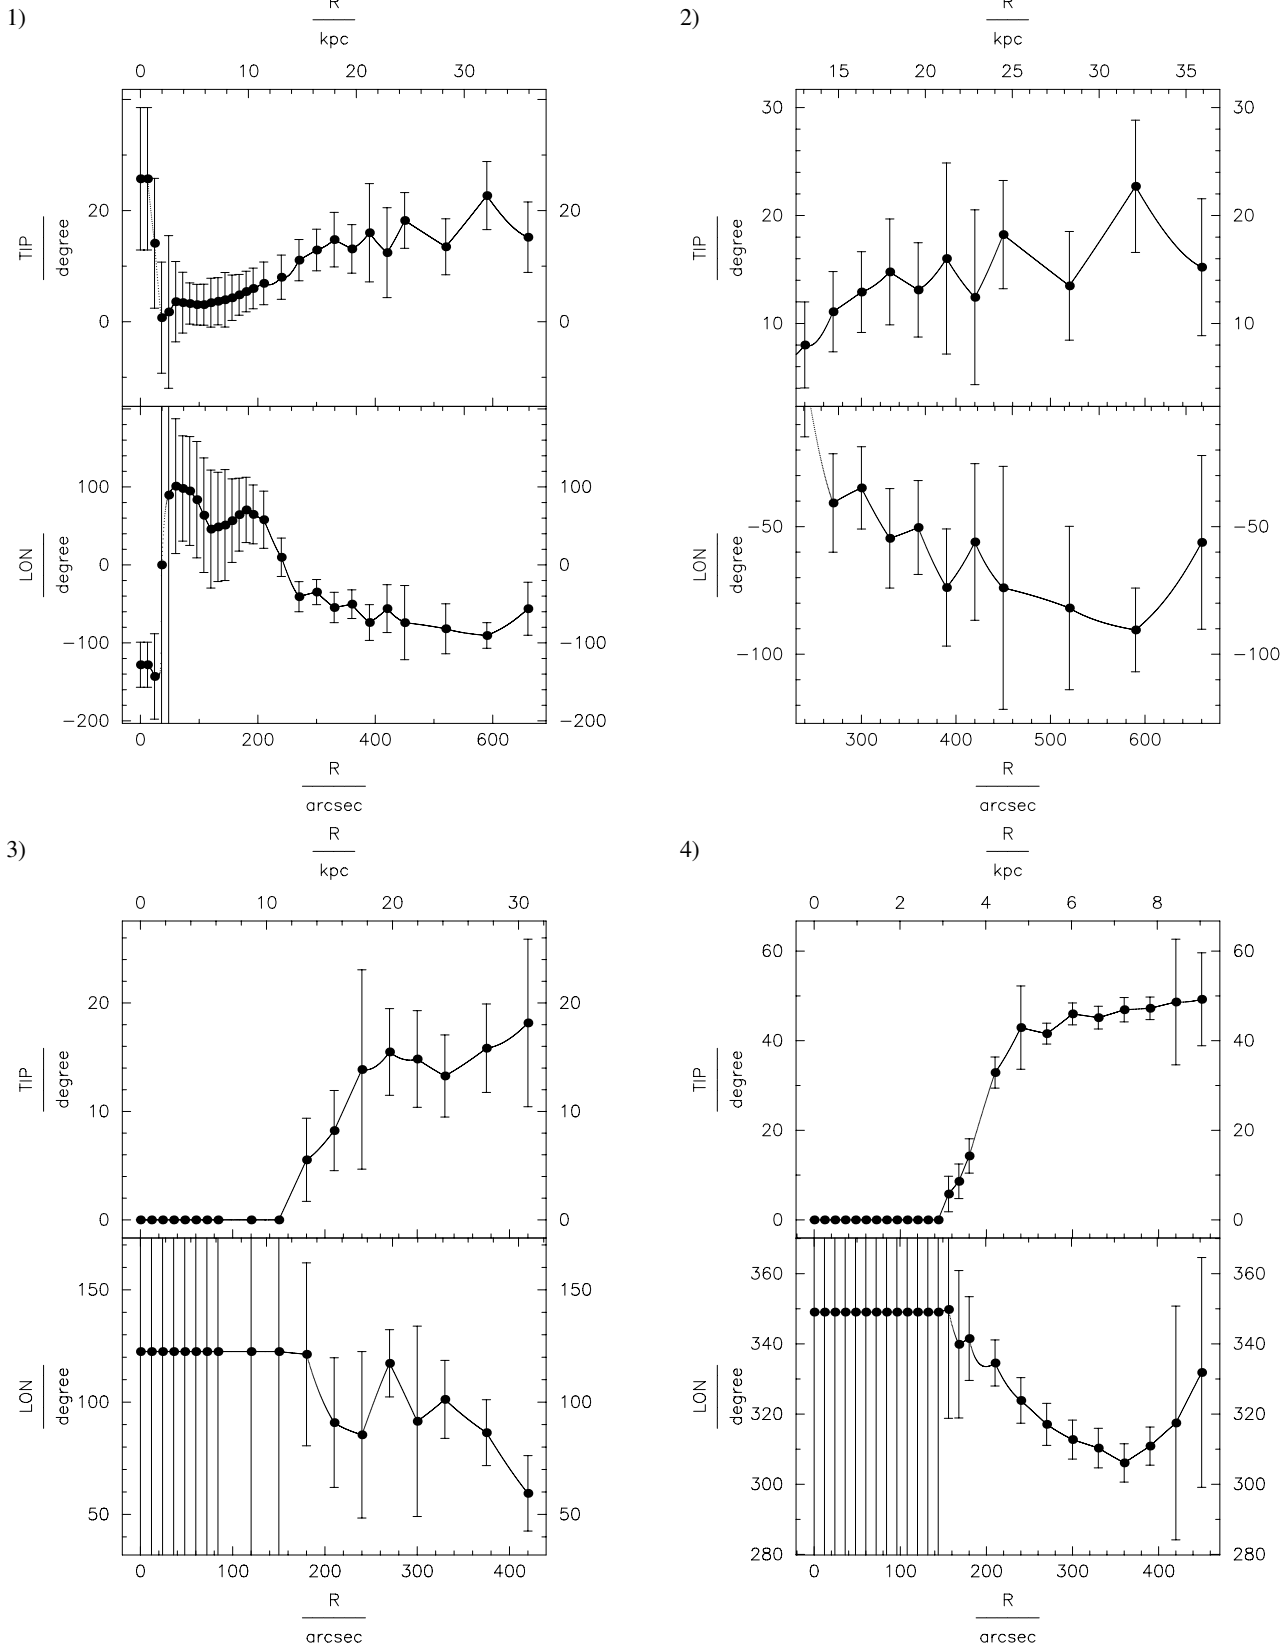 1)
R
kpc
0 10 20 30
TIP
degree
20 20
0 0
LON
degree
100 100
0 0
−100 −100
−200 −200
0 200 400 600
R
arcsec
2)
R
kpc
15 20 25 30 35
TIP
degree
30 30
20 20
10 10
LON
degree
−50 −50
−100 −100
300 400 500 600
R
arcsec
3)
R
kpc
0 10 20 30
TIP
degree
20 20
10 10
0 0
LON
degree
150 150
100 100
50 50
0 100 200 300 400
R
arcsec
4)
R
kpc
0 2 4 6 8
TIP
degree
60 60
40 40
20 20
0 0
LON
degree
360 360
340 340
320 320
300 300
280 280
0 100 200 300 400
R
arcsec